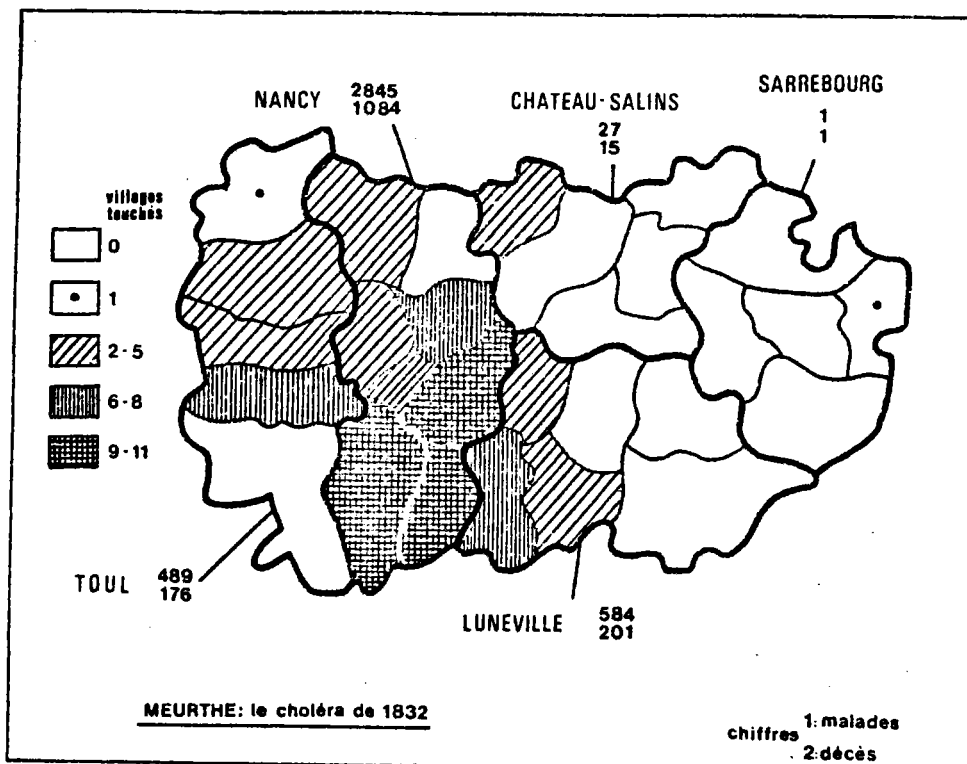 NANCY 2845
1084
CHATEAU-SALINS
27
15
SARREBOURG
1
1
villages
touchés
0
1
2-5
6-8
9-11
TOUL 489
176
LUNEVILLE 584
201
MEURTHE: le choléra de 1832
chiffres 1: malades
2: décès